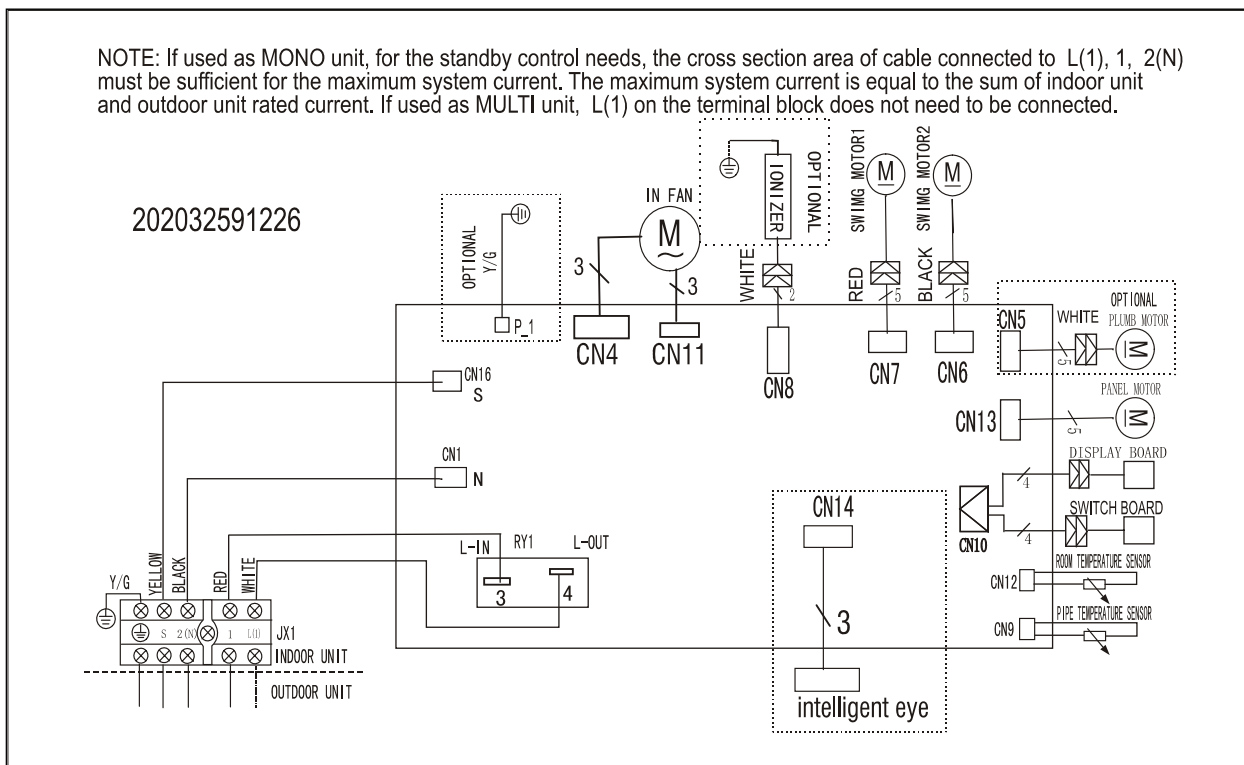 NOTE: If used as MONO unit, for the standby control needs, the cross section area of cable connected to L(1), 1, 2(N)
must be sufficient for the maximum system current. The maximum system current is equal to the sum of indoor unit
and outdoor unit rated current. If used as MULTI unit, L(1) on the terminal block does not need to be connected.
202032591226
OPTIONAL
Y/G
P_1
IN FAN
M
3
3
CN4
CN11
IONIZER
OPTIONAL
WHITE
2
CN8
SWIMG MOTOR1
M
RED
5
CN7
SWIMG MOTOR2
M
BLACK
5
CN6
OPTIONAL
CN5
WHITE
PLUMB MOTOR
5
M
PANEL MOTOR
CN13
5
M
DISPLAY BOARD
4
SWITCH BOARD
4
CN10
ROOM TEMPERATURE SENSOR
CN12
PIPE TEMPERATURE SENSOR
CN9
CN16
S
CN1
N
L-IN
RY1
L-OUT
3
4
CN14
3
intelligent eye
Y/G
YELLOW
BLACK
RED
WHITE
S
2(N)
1
L(1)
JX1
INDOOR UNIT
OUTDOOR UNIT